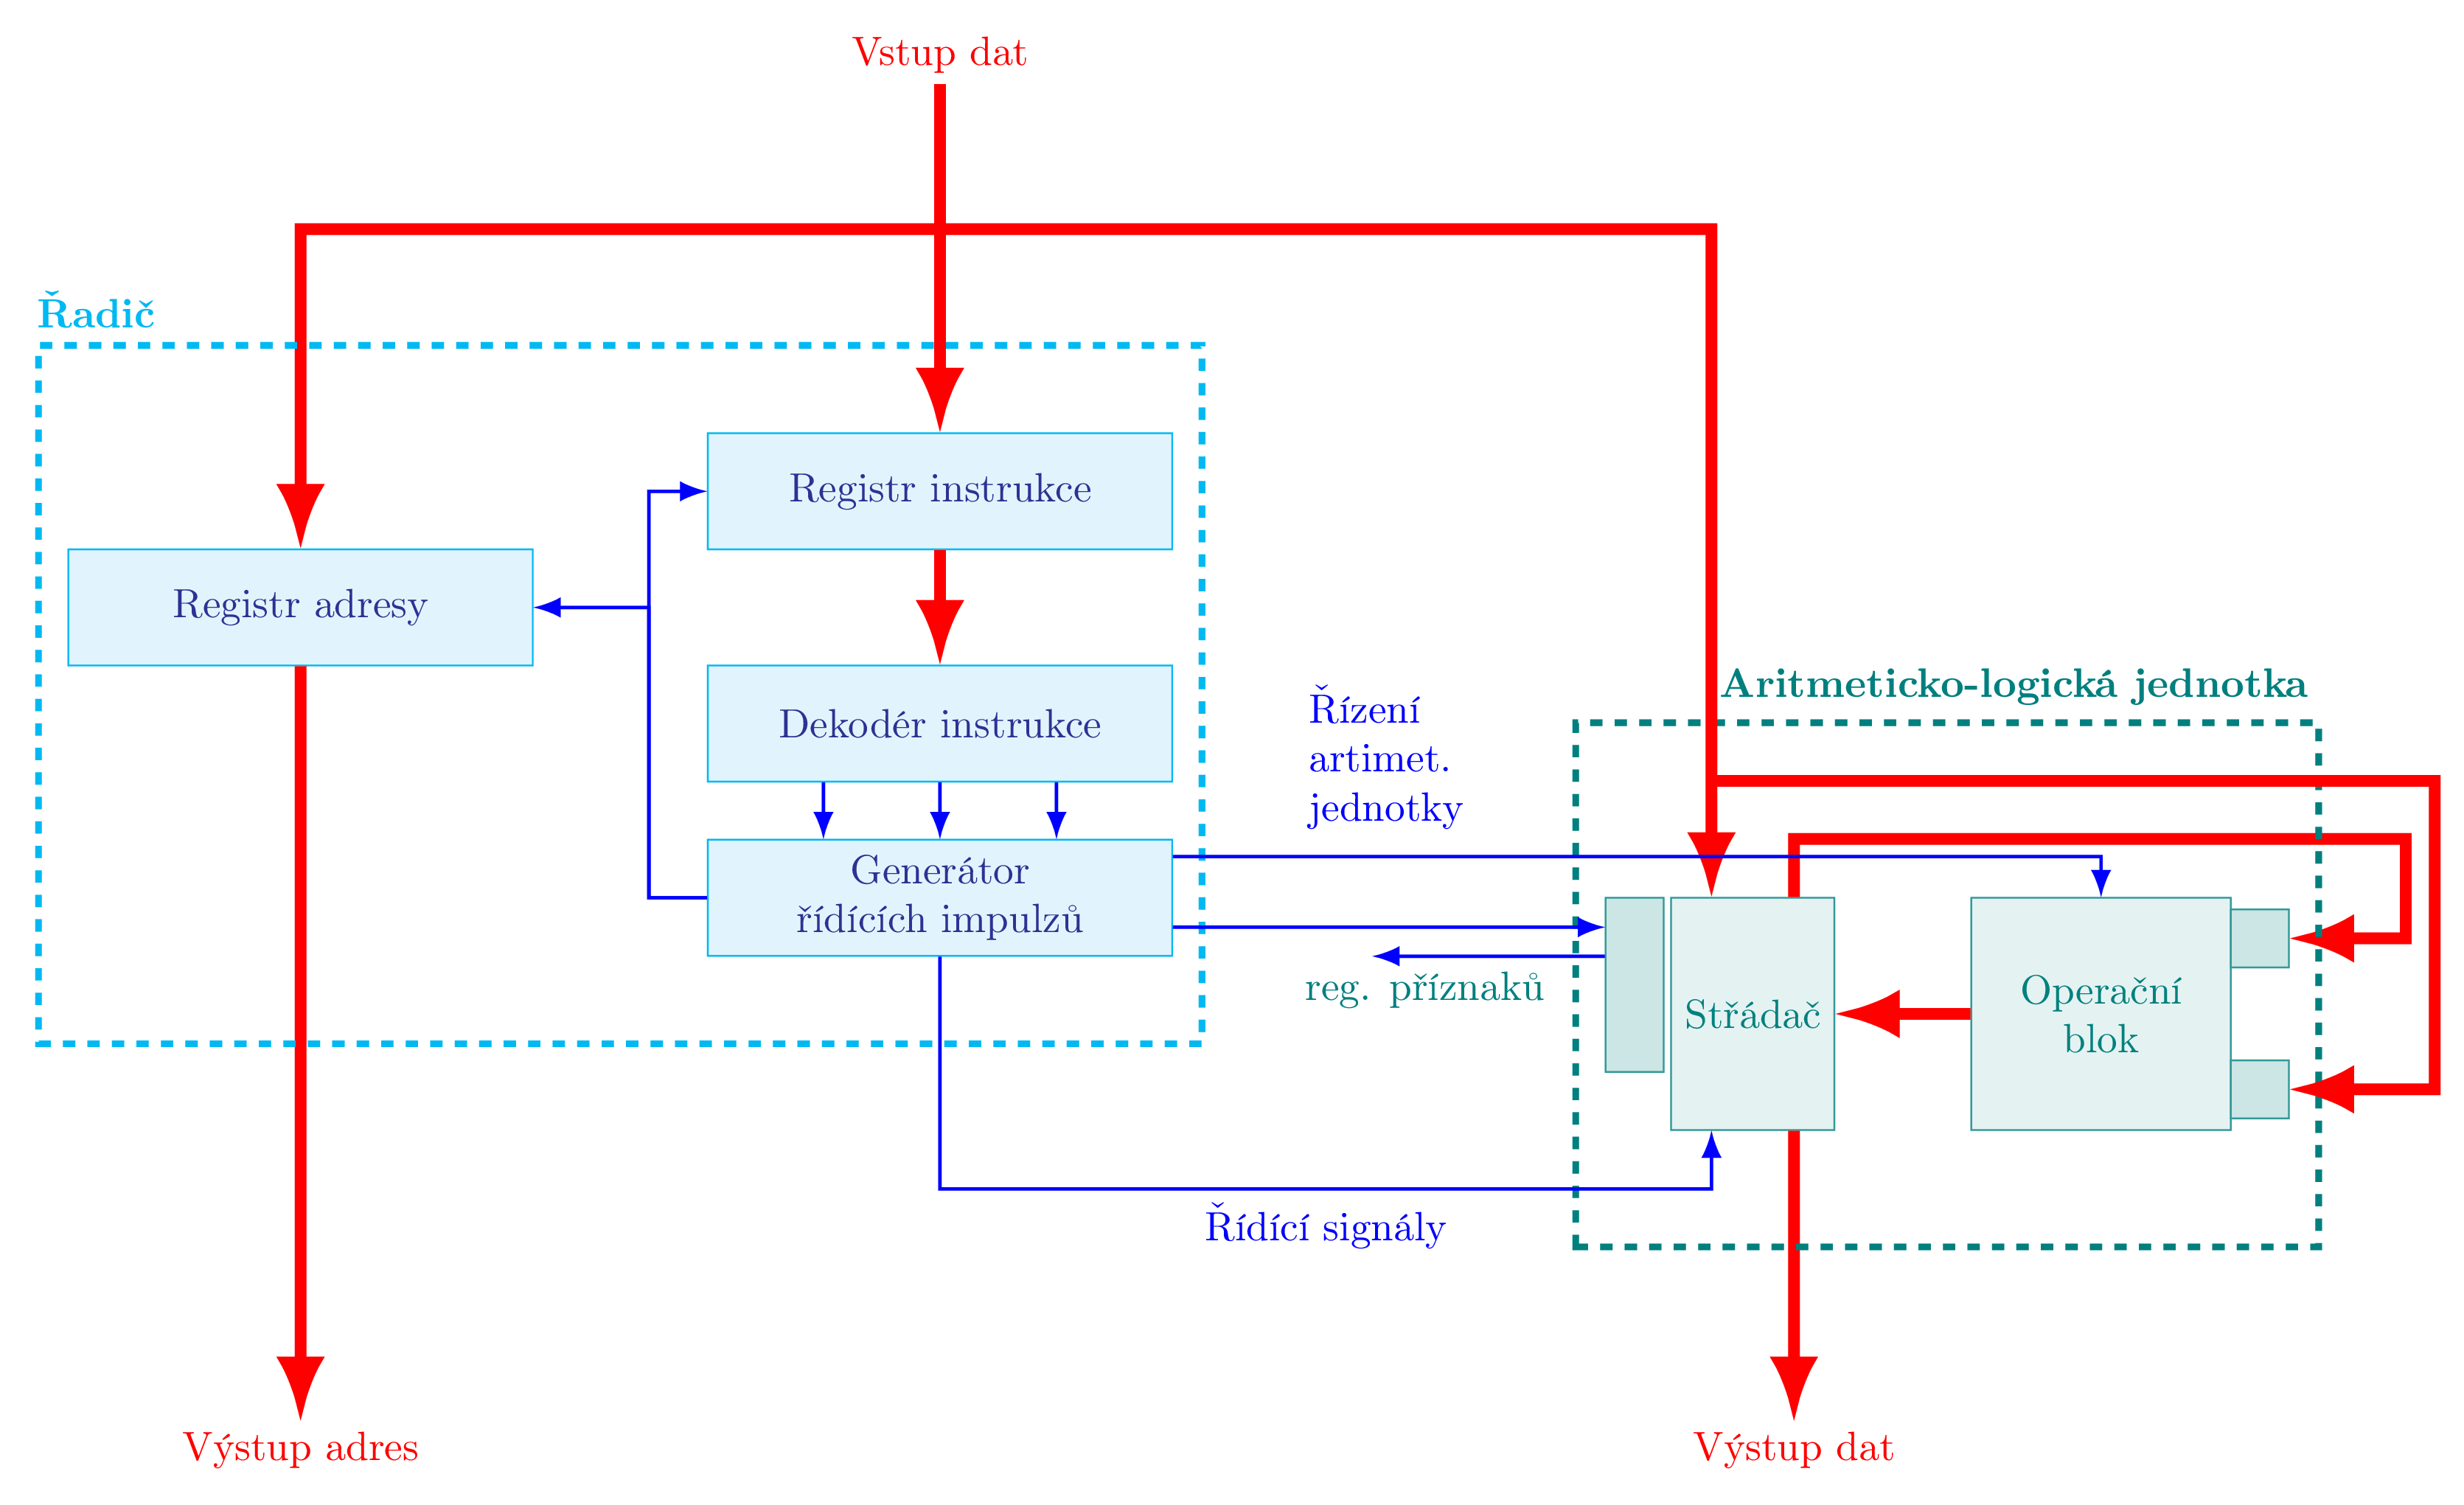 Vstup dat
Řadič
Registr instrukce
Registr adresy
Dekodér instrukce
Řízení
artimet.
jednotky
Aritmeticko-logická jednotka
Generátor
řídících impulzů
reg. příznaků
Střádač
Operační
blok
Řídící signály
Výstup adres
Výstup dat